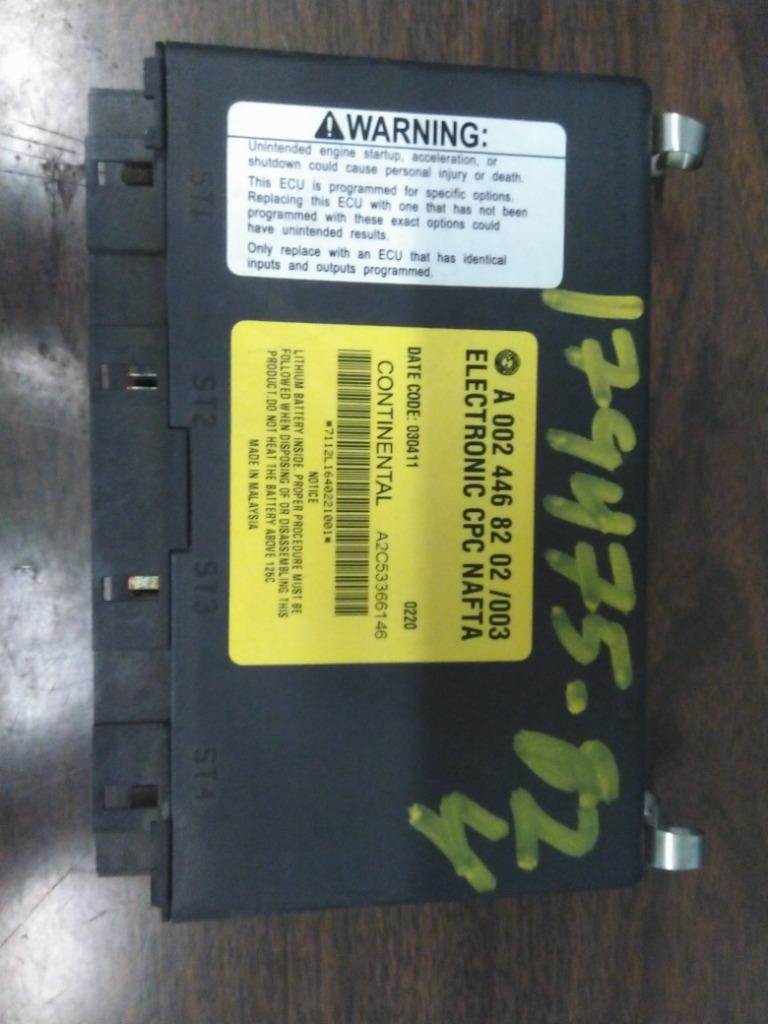 WARNING:
Unintended engine startup, acceleration, or
shutdown could cause personal injury or death.
This ECU is programmed for specific options.
Replacing this ECU with one that has not been
programmed with these exact options could
have unintended results.
Only replace with an ECU that has identical
inputs and outputs programmed.
A 002 446 82 02 /003
ELECTRONIC CPC NAFTA
DATE CODE: 030411 0220
CONTINENTAL A2C53366146
*7112L1640221001*
NOTICE
LITHIUM BATTERY INSIDE. PROPER PROCEDURE MUST BE
FOLLOWED WHEN DISPOSING OF OR DISASSEMBLING THIS
PRODUCT.DO NOT HEAT THE BATTERY ABOVE 125C
MADE IN MALAYSIA
ST1
ST2
ST3
ST4